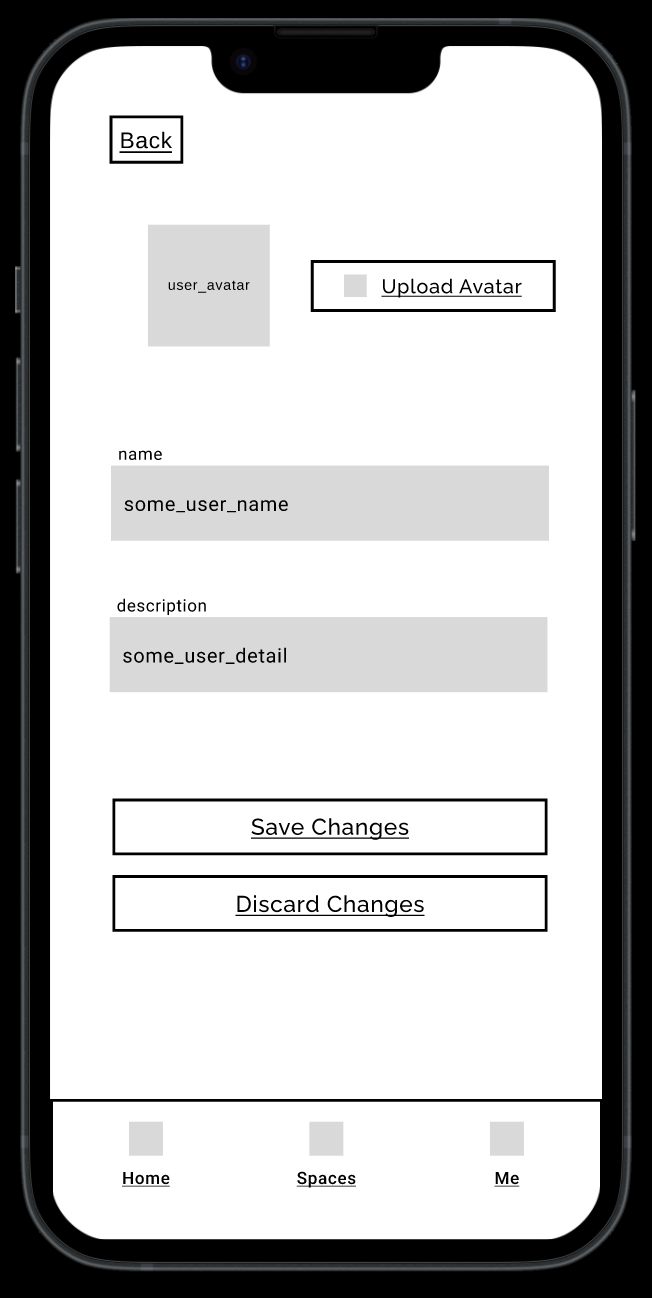 Back
user_avatar
Upload Avatar
name
some_user_name
description
some_user_detail
Save Changes
Discard Changes
Home
Spaces
Me